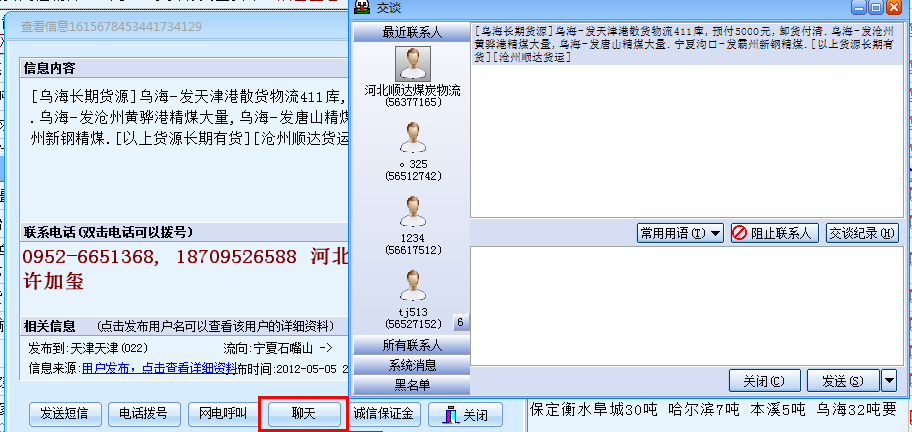 查看信息1615678453441734129
信息内容
[乌海长期货源]乌海-发天津港散货物流411库,
.乌海-发沧州黄骅港精煤大量,乌海-发唐山精煤
州新钢精煤.[以上货源长期有货][沧州顺达货运
联系电话(双击电话可以拨号)
0952-6651368, 18709526588 河北
许加玺
相关信息 (点击发布用户名可以查看该用户的详细资料)
发布到:天津天津(022) 流向:宁夏石嘴山 ->
信息来源:用户发布,点击查看详细资料 布时间:2012-05-05 2
发送短信 电话拨号 网电呼叫 聊天 诚信保证金 关闭
交谈
最近联系人
河北顺达煤炭物流
(56377165)
325
(56512742)
1234
(56617512)
tj513
(56527152) 6
所有联系人
系统消息
黑名单
[乌海长期货源]乌海-发天津港散货物流411库,预付5000元,卸货付清.乌海-发沧州
黄骅港精煤大量,乌海-发唐山精煤大量.宁夏沟口-发霸州新钢精煤.[以上货源长期有
货][沧州顺达货运]
常用用语(T) 阻止联系人 交谈纪录(H)
关闭(C) 发送(S)
保定衡水阜城30吨 哈尔滨7吨 本溪5吨 乌海32吨要